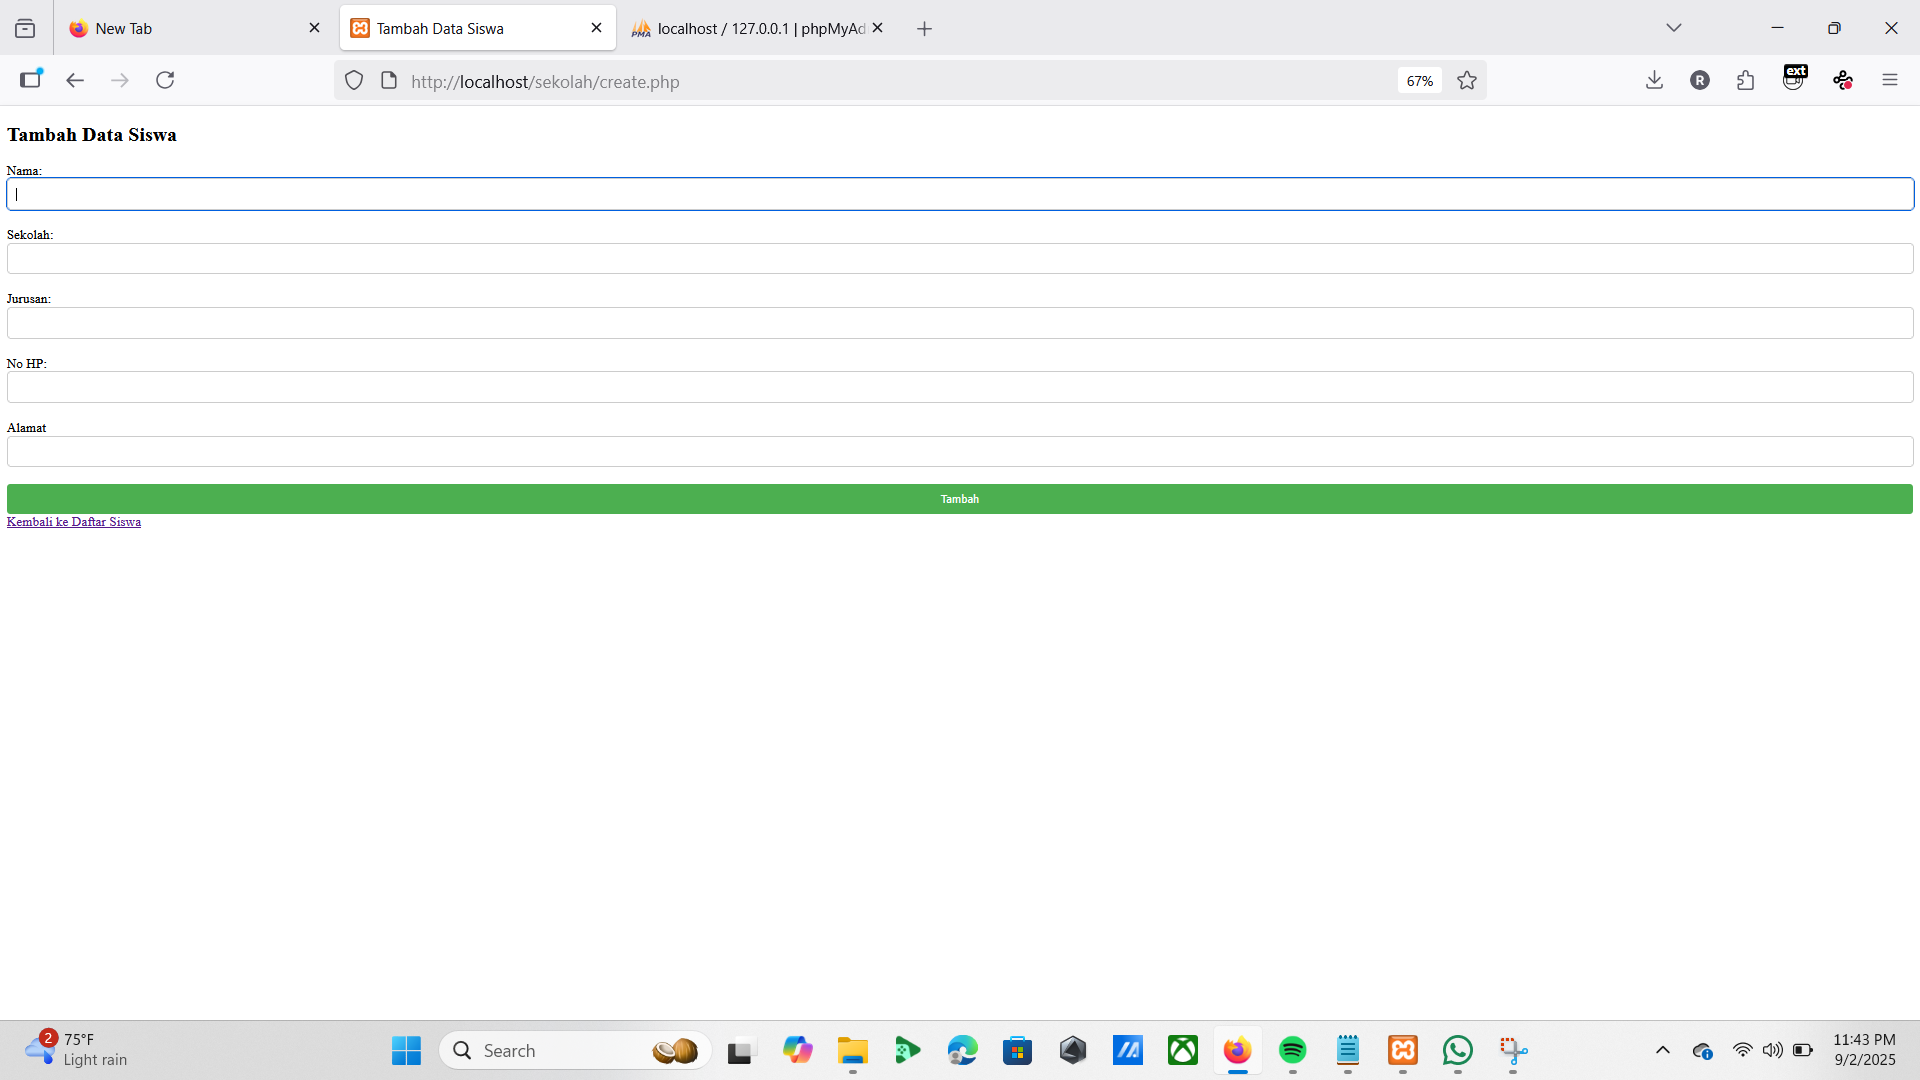 New Tab
Tambah Data Siswa
localhost / 127.0.0.1 | phpMyAd
http://localhost/sekolah/create.php
67%
R
ext
Tambah Data Siswa
Nama:
Sekolah:
Jurusan:
No HP:
Alamat
Tambah
Kembali ke Daftar Siswa
2
75°F
Light rain
Search
11:43 PM
9/2/2025